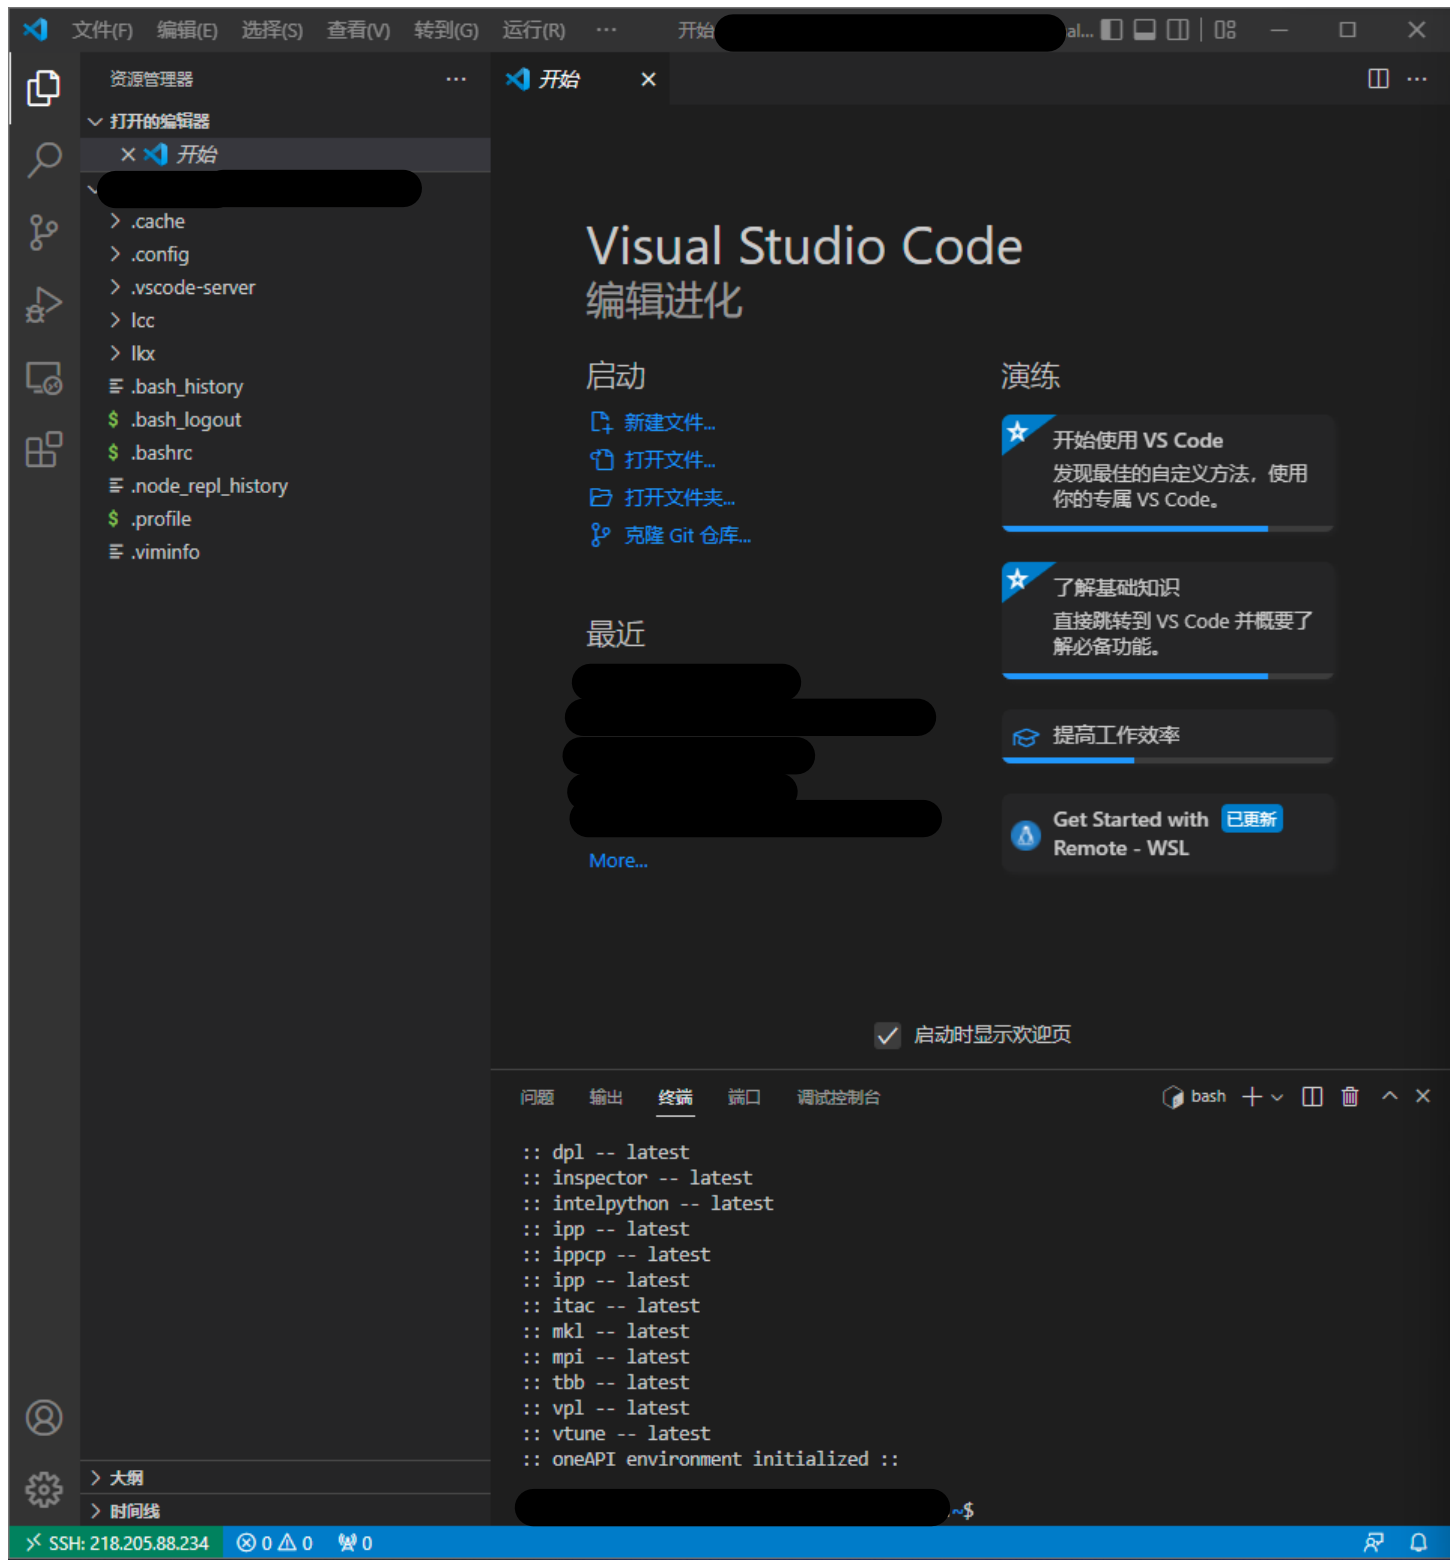 文件(F) 编辑(E) 选择(S) 查看(V) 转到(G) 运行(R) ··· 开始 al...
资源管理器 ···
开始
打开的编辑器
开始
.cache
.config
.vscode-server
lcc
lkx
.bash_history
$ .bash_logout
$ .bashrc
.node_repl_history
$ .profile
.viminfo
大纲
时间线
Visual Studio Code
编辑进化
启动
新建文件...
打开文件...
打开文件夹...
克隆 Git 仓库...
最近
More...
演练
开始使用 VS Code
发现最佳的自定义方法，使用
你的专属 VS Code。
了解基础知识
直接跳转到 VS Code 并概要了
解必备功能。
提高工作效率
Get Started with 已更新
Remote - WSL
启动时显示欢迎页
问题 输出 终端 端口 调试控制台 bash
:: dpl -- latest
:: inspector -- latest
:: intelpython -- latest
:: ipp -- latest
:: ippcp -- latest
:: ipp -- latest
:: itac -- latest
:: mkl -- latest
:: mpi -- latest
:: tbb -- latest
:: vpl -- latest
:: vtune -- latest
:: oneAPI environment initialized ::
~$
SSH: 218.205.88.234 0 0 0